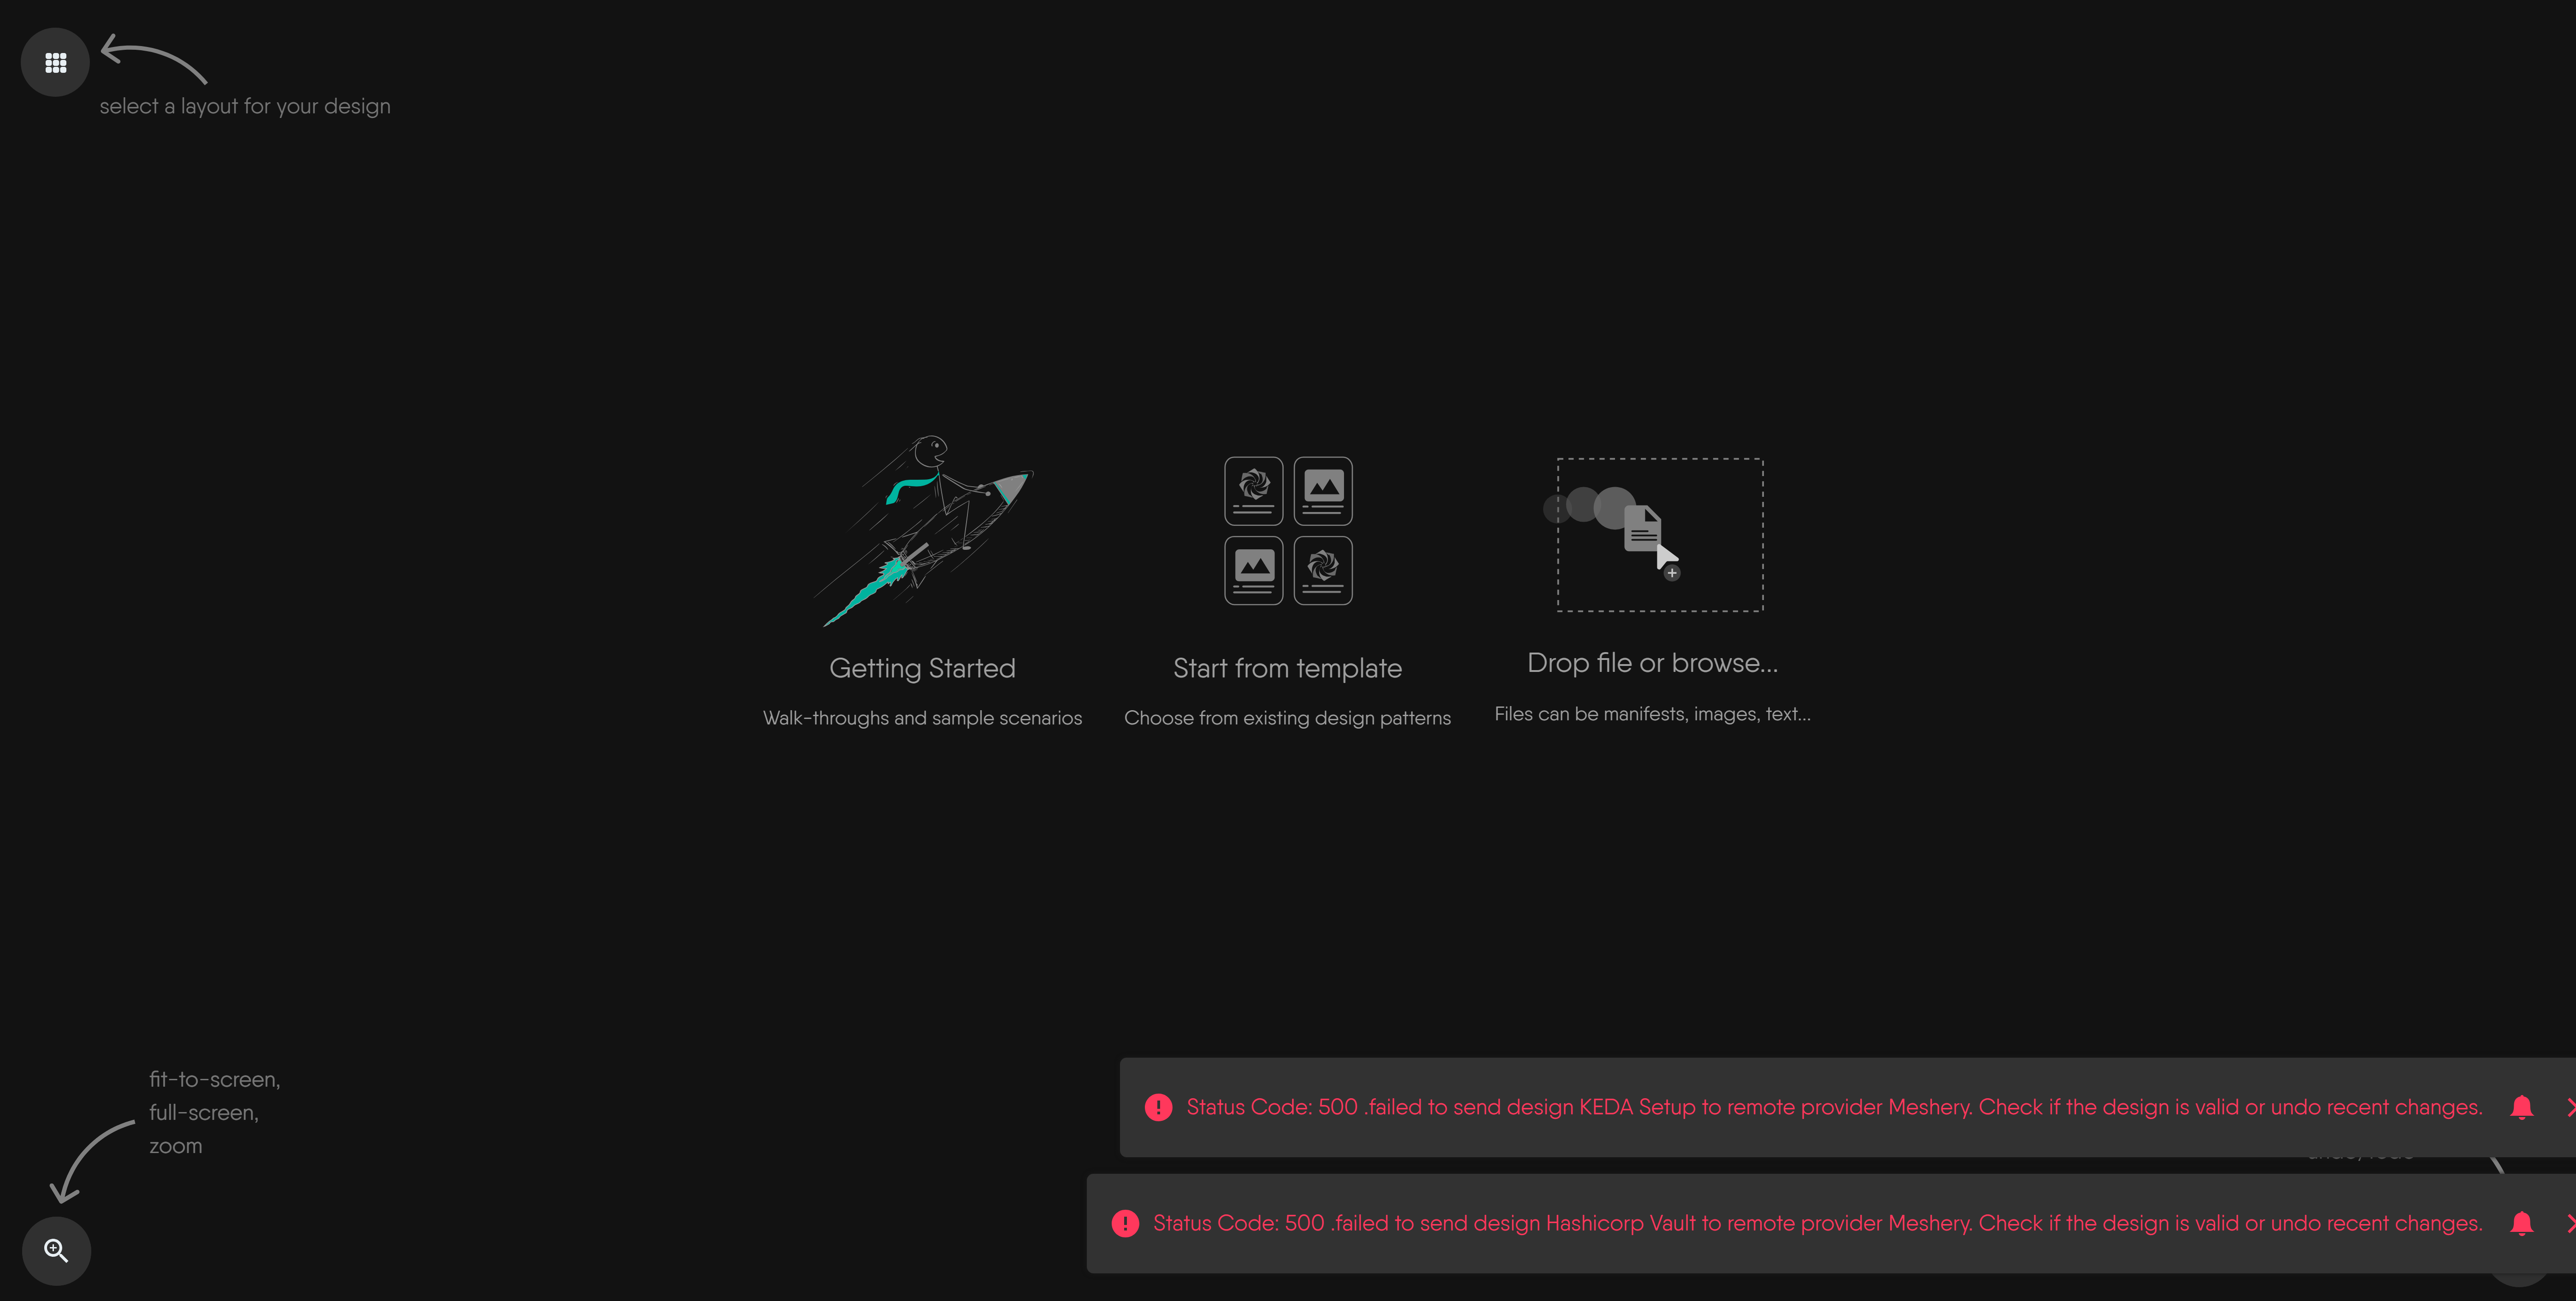 select a layout for your design
Getting Started
Walk-throughs and sample scenarios
Start from template
Choose from existing design patterns
Drop file or browse...
Files can be manifests, images, text...
fit-to-screen,
full-screen,
zoom
Status Code: 500 .failed to send design KEDA Setup to remote provider Meshery. Check if the design is valid or undo recent changes.
Status Code: 500 .failed to send design Hashicorp Vault to remote provider Meshery. Check if the design is valid or undo recent changes.